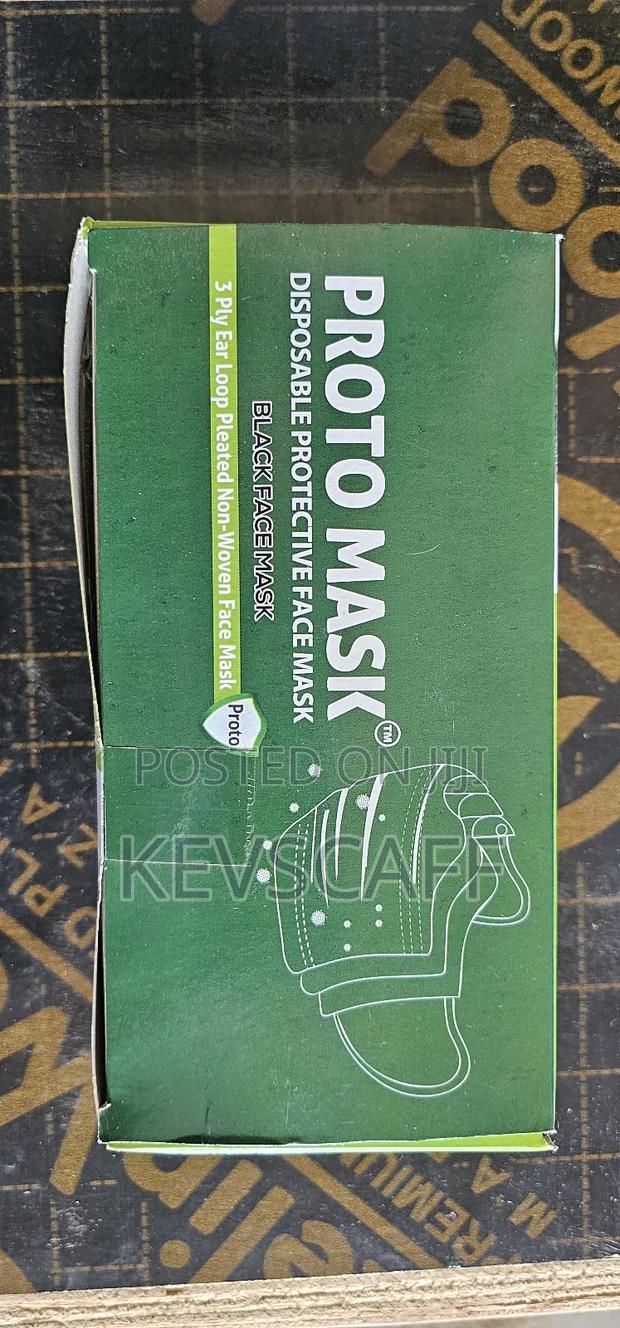 PROTO MASK™
DISPOSABLE PROTECTIVE FACE MASK
BLACK FACE MASK
3 Ply Ear Loop Pleated Non-Woven Face Mask
Proto
POSTED ON JIJI
KEVSCAFF
PREMIUM